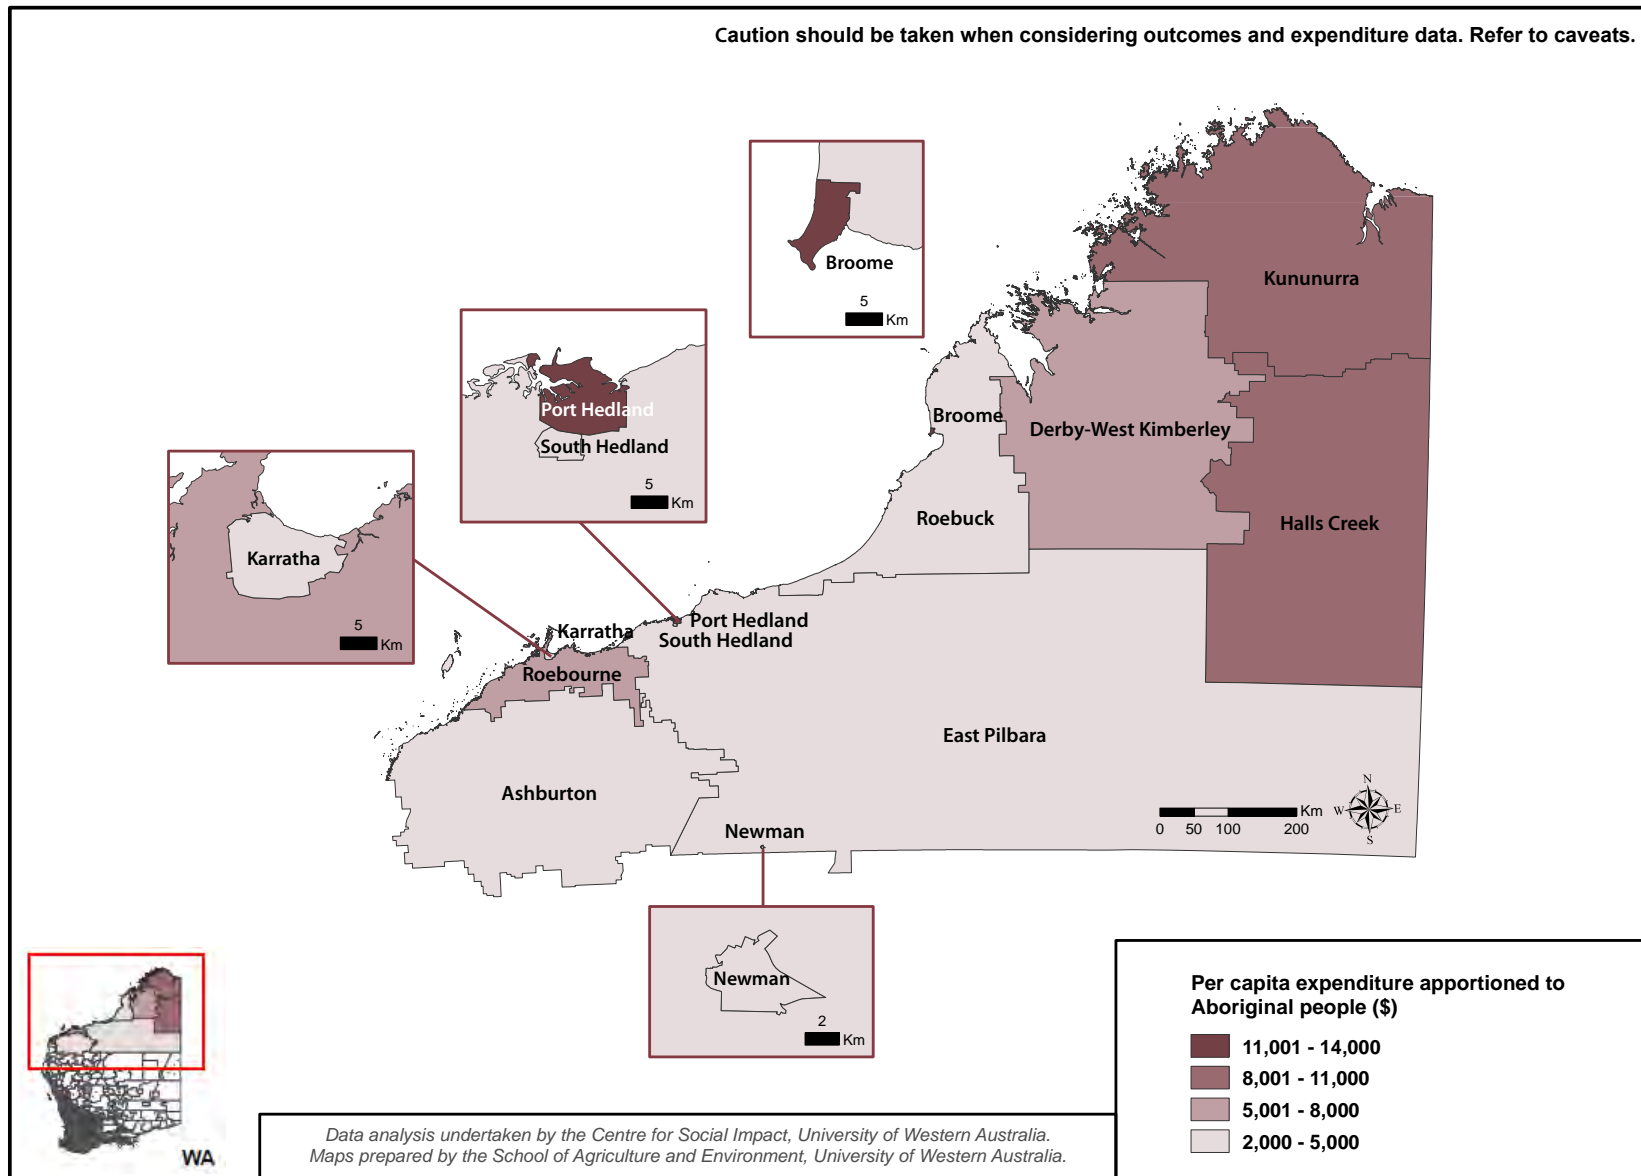 Caution should be taken when considering outcomes and expenditure data. Refer to caveats.
Broome
5
Km
Kununurra
Port Hedland
South Hedland
5
Km
Broome
Derby-West Kimberley
Karratha
5
Km
Roebuck
Halls Creek
Port Hedland
Karratha
South Hedland
Roebourne
East Pilbara
Ashburton
N
W
E
S
Km
0 50 100 200
Newman
Newman
2
Km
WA
Per capita expenditure apportioned to
Aboriginal people ($)
11,001 - 14,000
8,001 - 11,000
5,001 - 8,000
2,000 - 5,000
Data analysis undertaken by the Centre for Social Impact, University of Western Australia.
Maps prepared by the School of Agriculture and Environment, University of Western Australia.